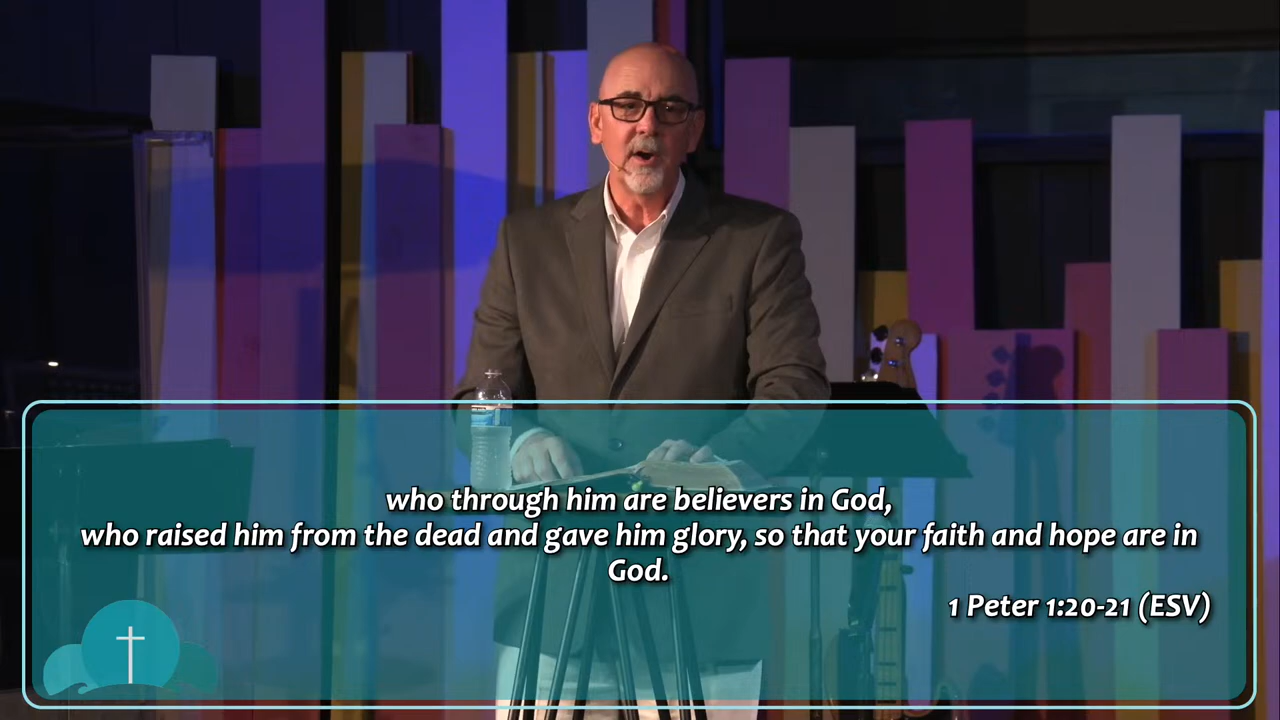 who through him are believers in God,
who raised him from the dead and gave him glory, so that your faith and hope are in
God.
1 Peter 1:20-21 (ESV)